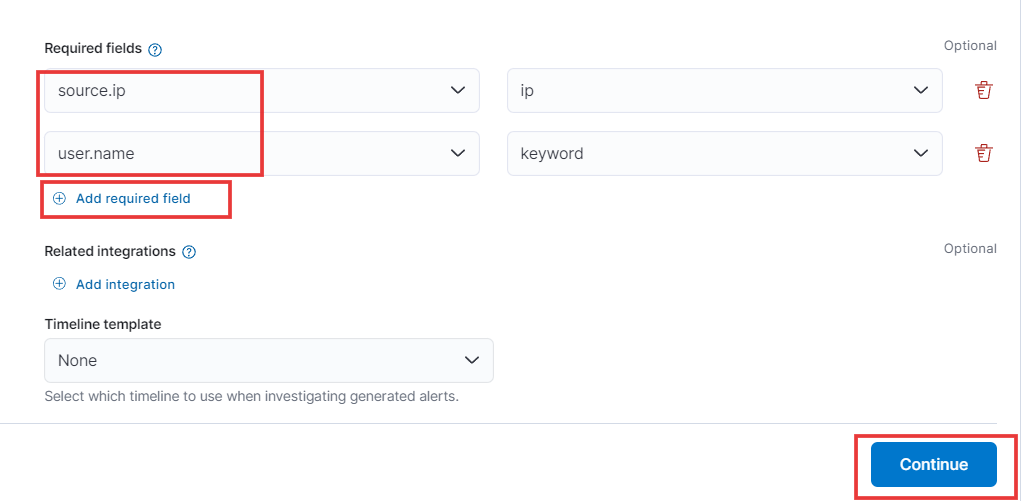 Required fields
Optional
source.ip
ip
user.name
keyword
Add required field
Related integrations
Optional
Add integration
Timeline template
None
Select which timeline to use when investigating generated alerts.
Continue